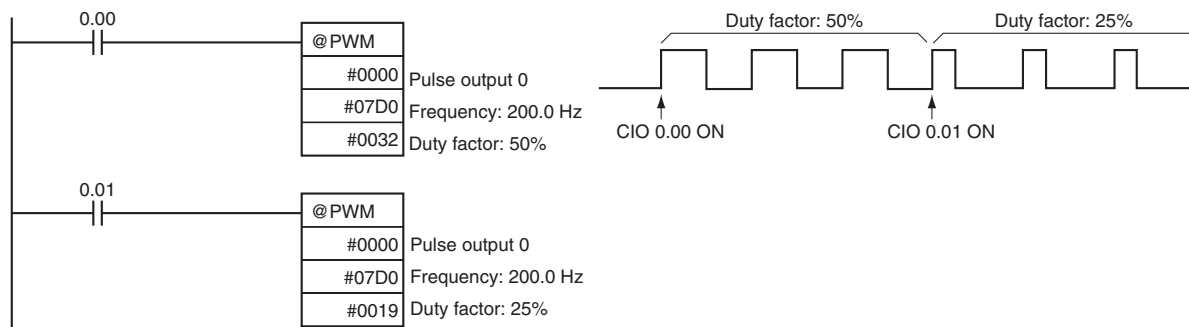 0.00
@PWM
#0000 Pulse output 0
#07D0 Frequency: 200.0 Hz
#0032 Duty factor: 50%
0.01
@PWM
#0000 Pulse output 0
#07D0 Frequency: 200.0 Hz
#0019 Duty factor: 25%
Duty factor: 50% Duty factor: 25%
CIO 0.00 ON CIO 0.01 ON